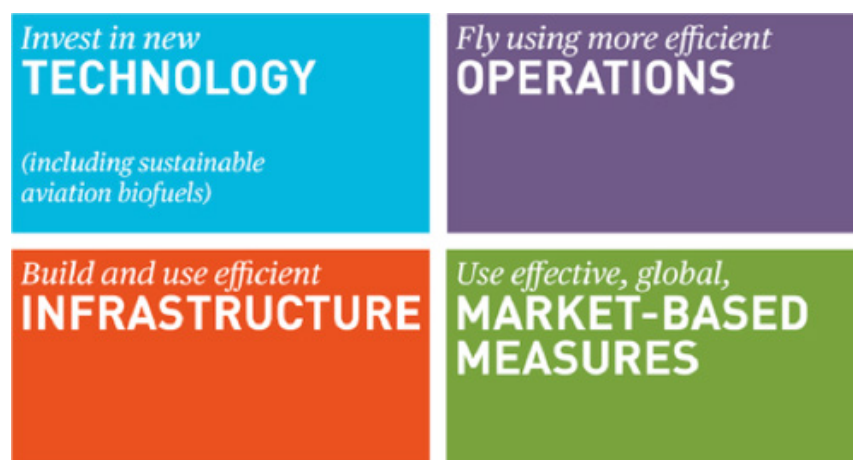 Invest in new
TECHNOLOGY
(including sustainable
aviation biofuels)
Fly using more efficient
OPERATIONS
Build and use efficient
INFRASTRUCTURE
Use effective, global,
MARKET-BASED
MEASURES